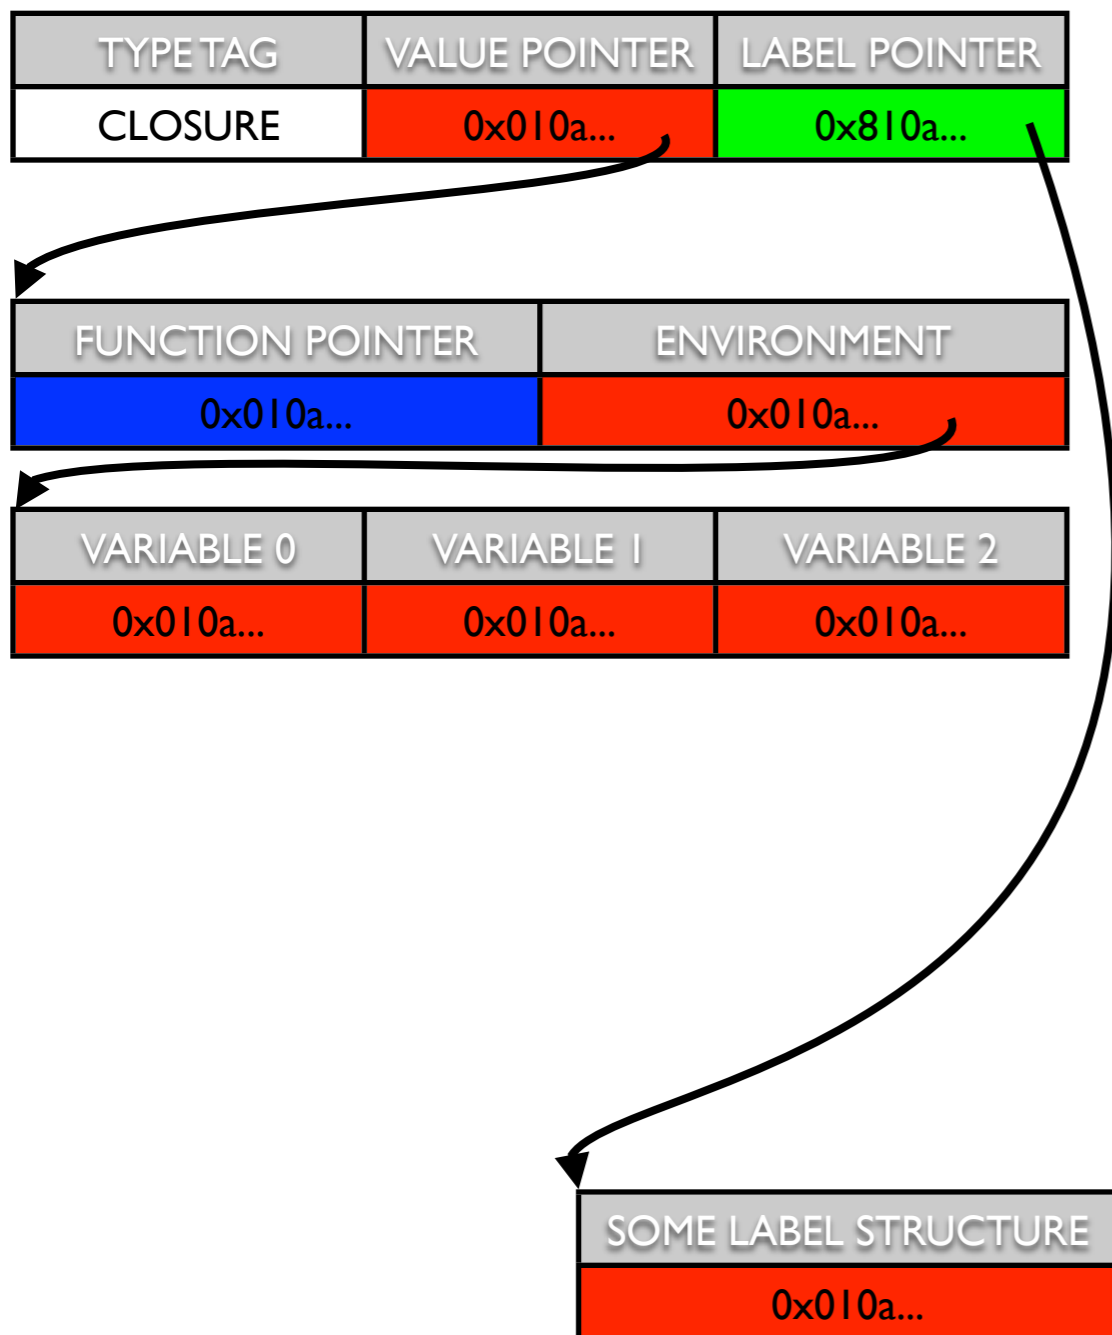 TYPE TAG VALUE POINTER LABEL POINTER
CLOSURE 0x010a... 0x810a...
FUNCTION POINTER ENVIRONMENT
0x010a... 0x010a...
VARIABLE 0 VARIABLE 1 VARIABLE 2
0x010a... 0x010a... 0x010a...
SOME LABEL STRUCTURE
0x010a...